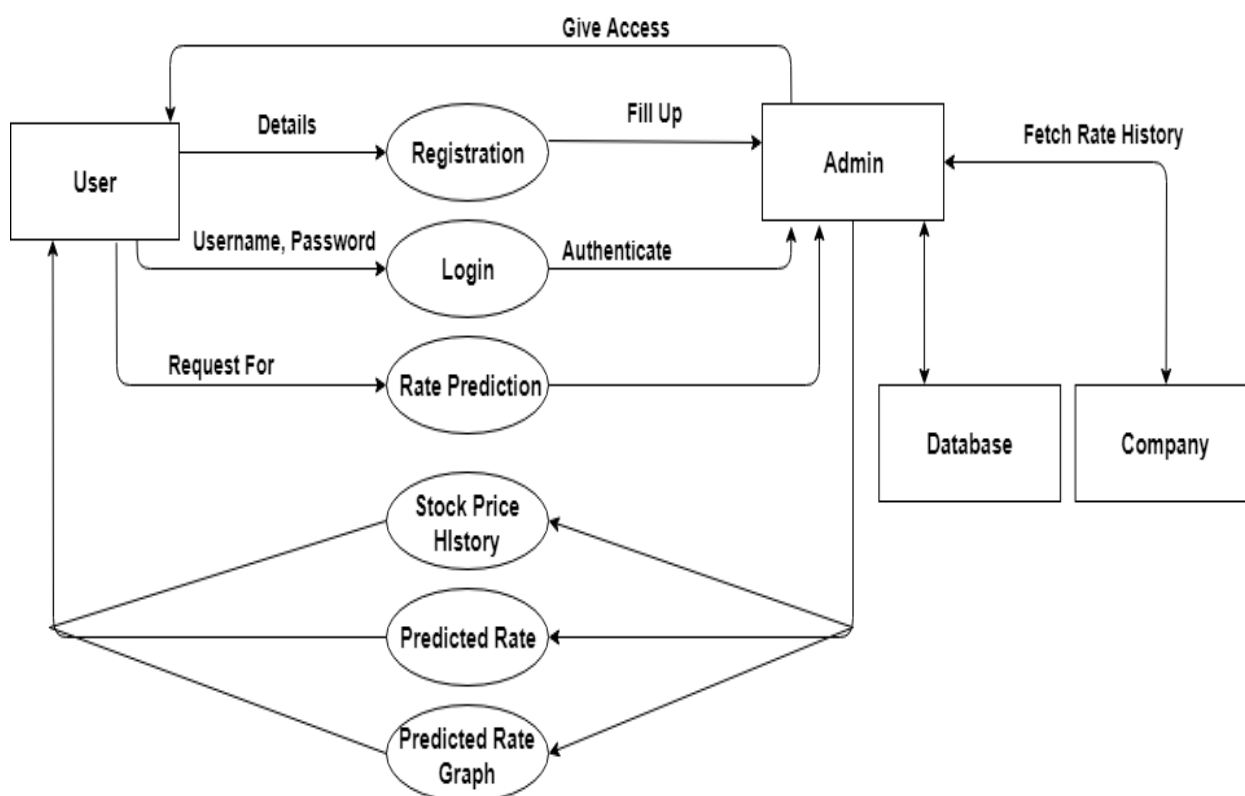 Give Access
Details
Fill Up
Registration
User
Admin
Fetch Rate History
Username, Password
Login
Authenticate
Request For
Rate Prediction
Database
Company
Stock Price
HIstory
Predicted Rate
Predicted Rate
Graph